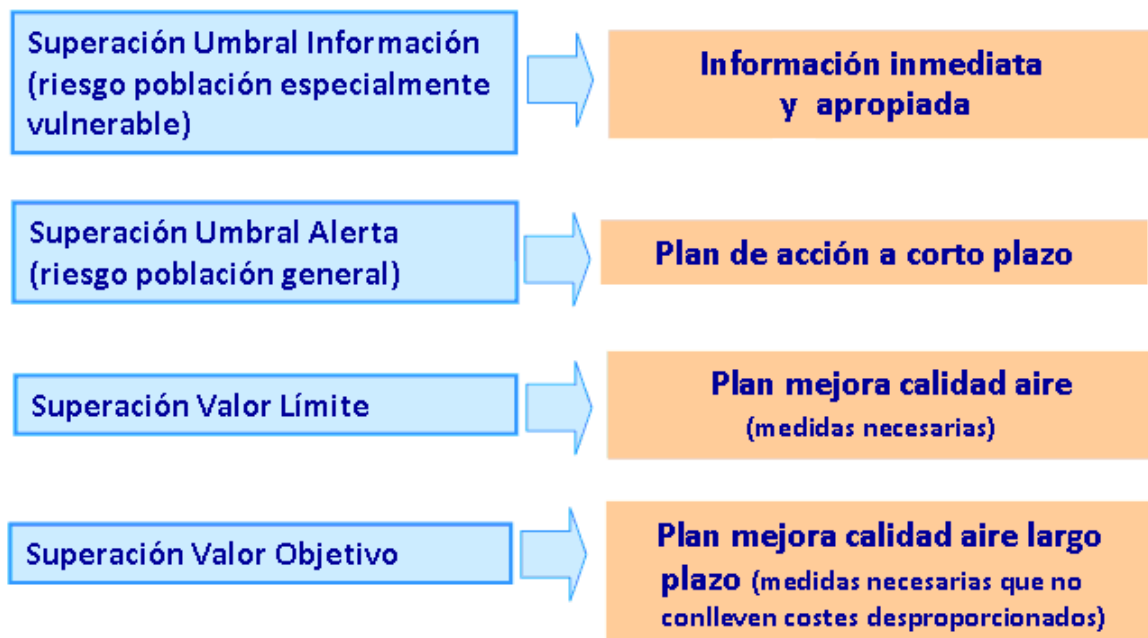 Superación Umbral Información
(riesgo población especialmente
vulnerable)
Información inmediata
y apropiada
Superación Umbral Alerta
(riesgo población general)
Plan de acción a corto plazo
Superación Valor Límite
Plan mejora calidad aire
(medidas necesarias)
Superación Valor Objetivo
Plan mejora calidad aire largo
plazo (medidas necesarias que no
conlleven costes desproporcionados)